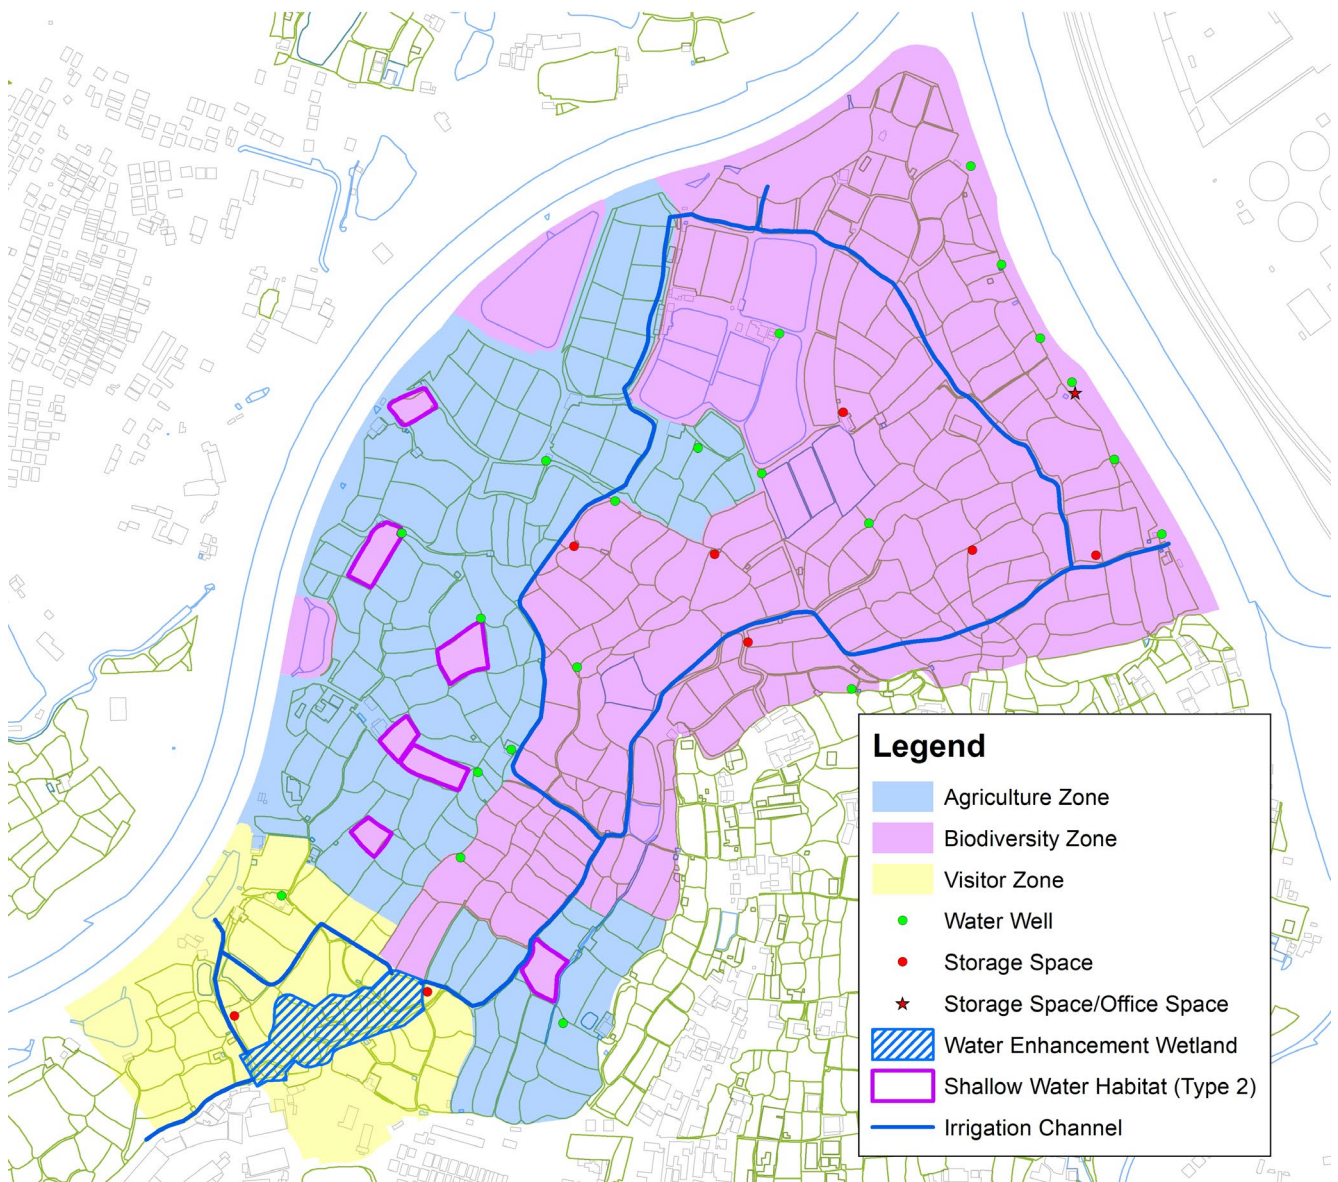 Legend
Agriculture Zone
Biodiversity Zone
Visitor Zone
Water Well
Storage Space
Storage Space/Office Space
Water Enhancement Wetland
Shallow Water Habitat (Type 2)
Irrigation Channel